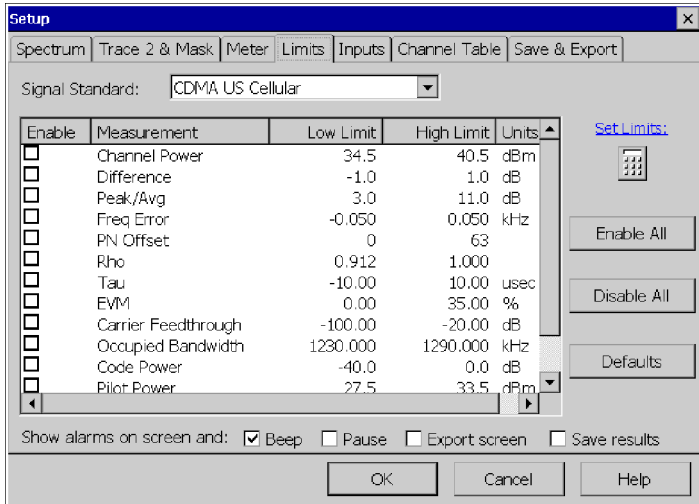 Setup
Spectrum Trace 2 & Mask Meter Limits Inputs Channel Table Save & Export
Signal Standard: CDMA US Cellular
Enable Measurement Low Limit High Limit Units
Channel Power 34.5 40.5 dBm
Difference -1.0 1.0 dB
Peak/Avg 3.0 11.0 dB
Freq Error -0.050 0.050 kHz
PN Offset 0 63
Rho 0.912 1.000
Tau -10.00 10.00 usec
EVM 0.00 35.00 %
Carrier Feedthrough -100.00 -20.00 dB
Occupied Bandwidth 1230.000 1290.000 kHz
Code Power -40.0 0.0 dB
Pilot Power 27.5 33.5 dBm
Set Limits:
Enable All
Disable All
Defaults
Show alarms on screen and: Beep Pause Export screen Save results
OK Cancel Help